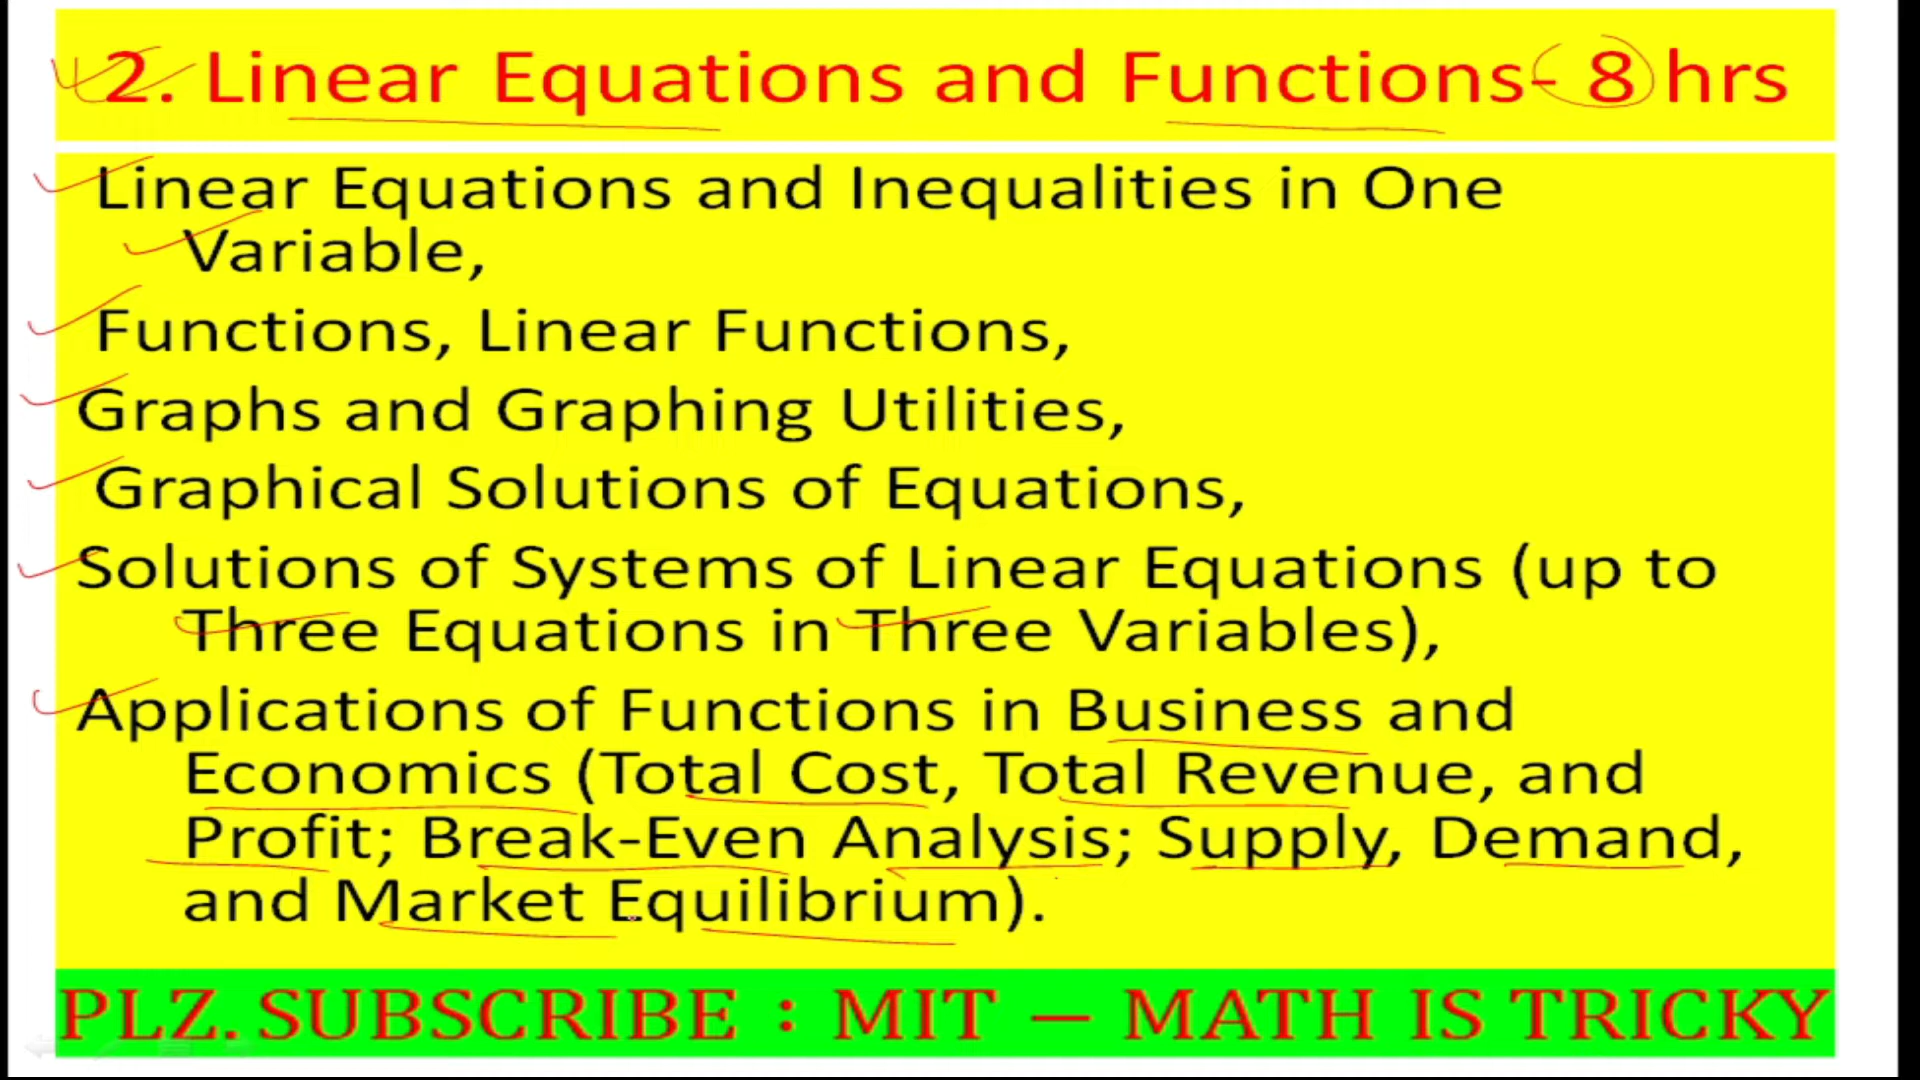 2. Linear Equations and Functions- 8 hrs
Linear Equations and Inequalities in One
Variable,
Functions, Linear Functions,
Graphs and Graphing Utilities,
Graphical Solutions of Equations,
Solutions of Systems of Linear Equations (up to
Three Equations in Three Variables),
Applications of Functions in Business and
Economics (Total Cost, Total Revenue, and
Profit; Break-Even Analysis; Supply, Demand,
and Market Equilibrium).
PLZ. SUBSCRIBE : MIT – MATH IS TRICKY